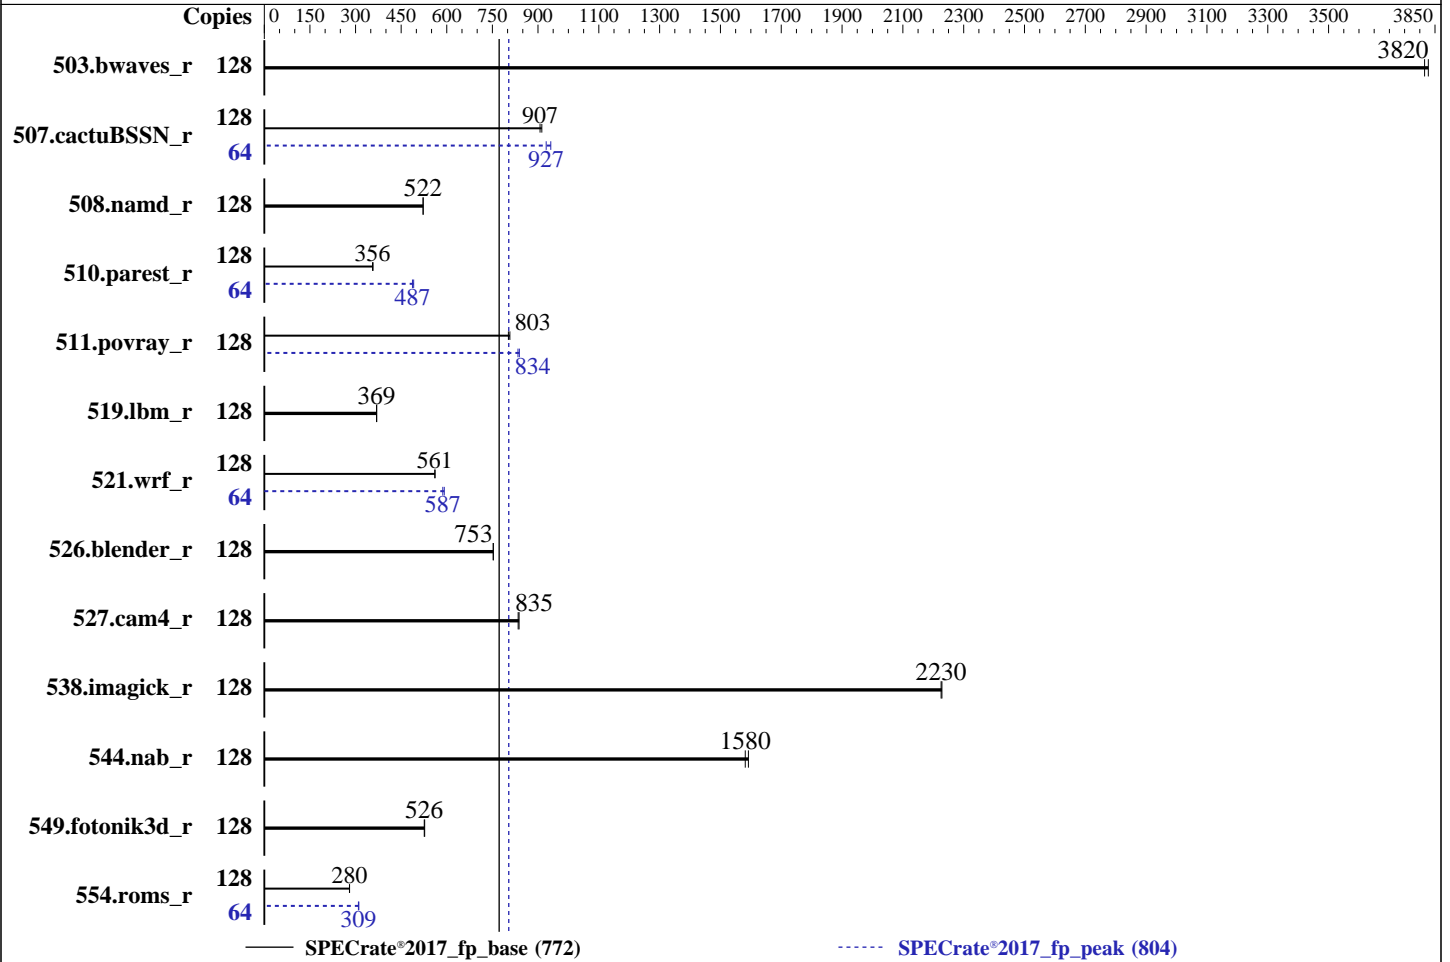 Copies 0 150 300 450 600 750 900 1100 1300 1500 1700 1900 2100 2300 2500 2700 2900 3100 3300 3500 3850
503.bwaves_r 128 3820
507.cactuBSSN_r 128 907
64 927
508.namd_r 128 522
510.parest_r 128 356
64 487
511.povray_r 128 803
834
519.lbm_r 128 369
521.wrf_r 128 561
64 587
526.blender_r 128 753
527.cam4_r 128 835
538.imagick_r 128 2230
544.nab_r 128 1580
549.fotonik3d_r 128 526
554.roms_r 128 280
64 309
SPECrate®2017_fp_base (772) SPECrate®2017_fp_peak (804)